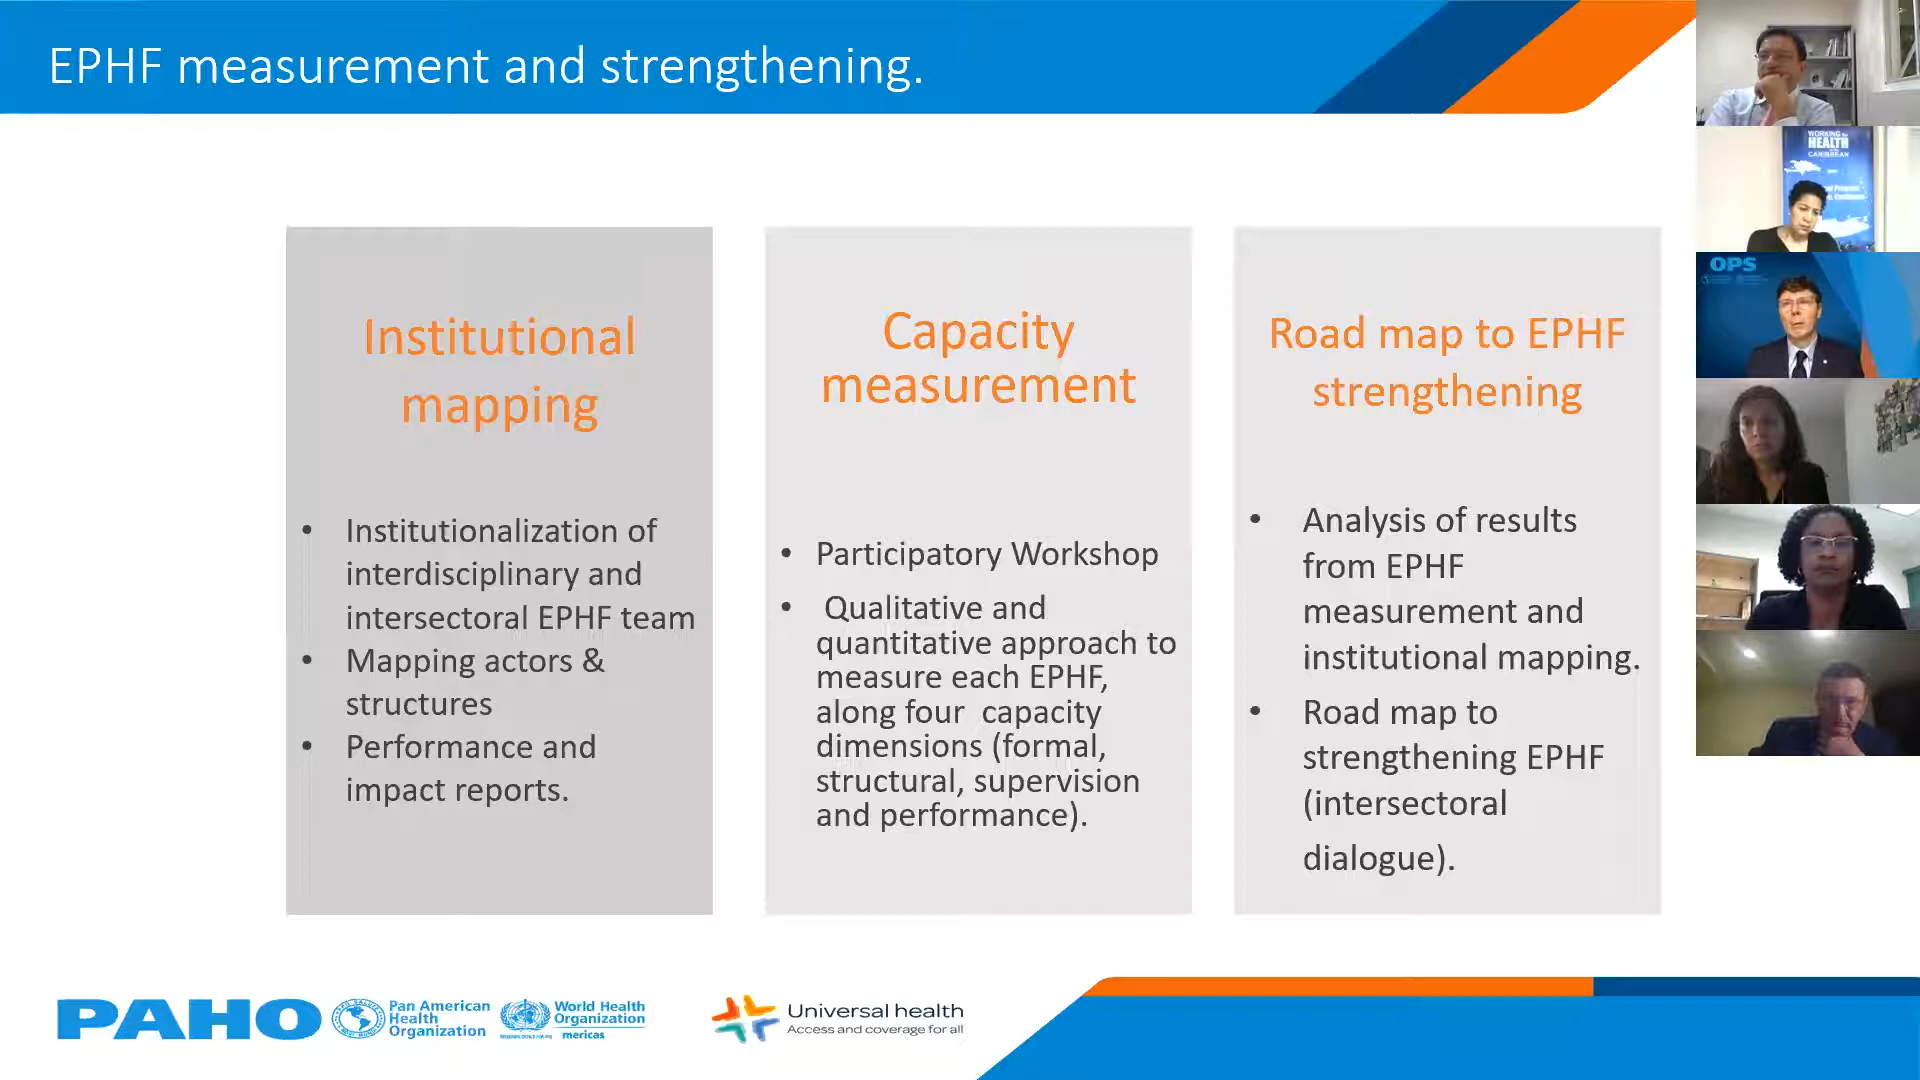 EPHF measurement and strengthening.
Institutional
mapping
• Institutionalization of
interdisciplinary and
intersectoral EPHF team
• Mapping actors &
structures
• Performance and
impact reports.
Capacity
measurement
• Participatory Workshop
• Qualitative and
quantitative approach to
measure each EPHF,
along four capacity
dimensions (formal,
structural, supervision
and performance).
Road map to EPHF
strengthening
• Analysis of results
from EPHF
measurement and
institutional mapping.
• Road map to
strengthening EPHF
(intersectoral
dialogue).
WORKING
HEALTH
CARIBBEAN
OPS
PAHO
Pan American
Health
Organization
World Health
Organization
mericas
Universal health
Access and coverage for all